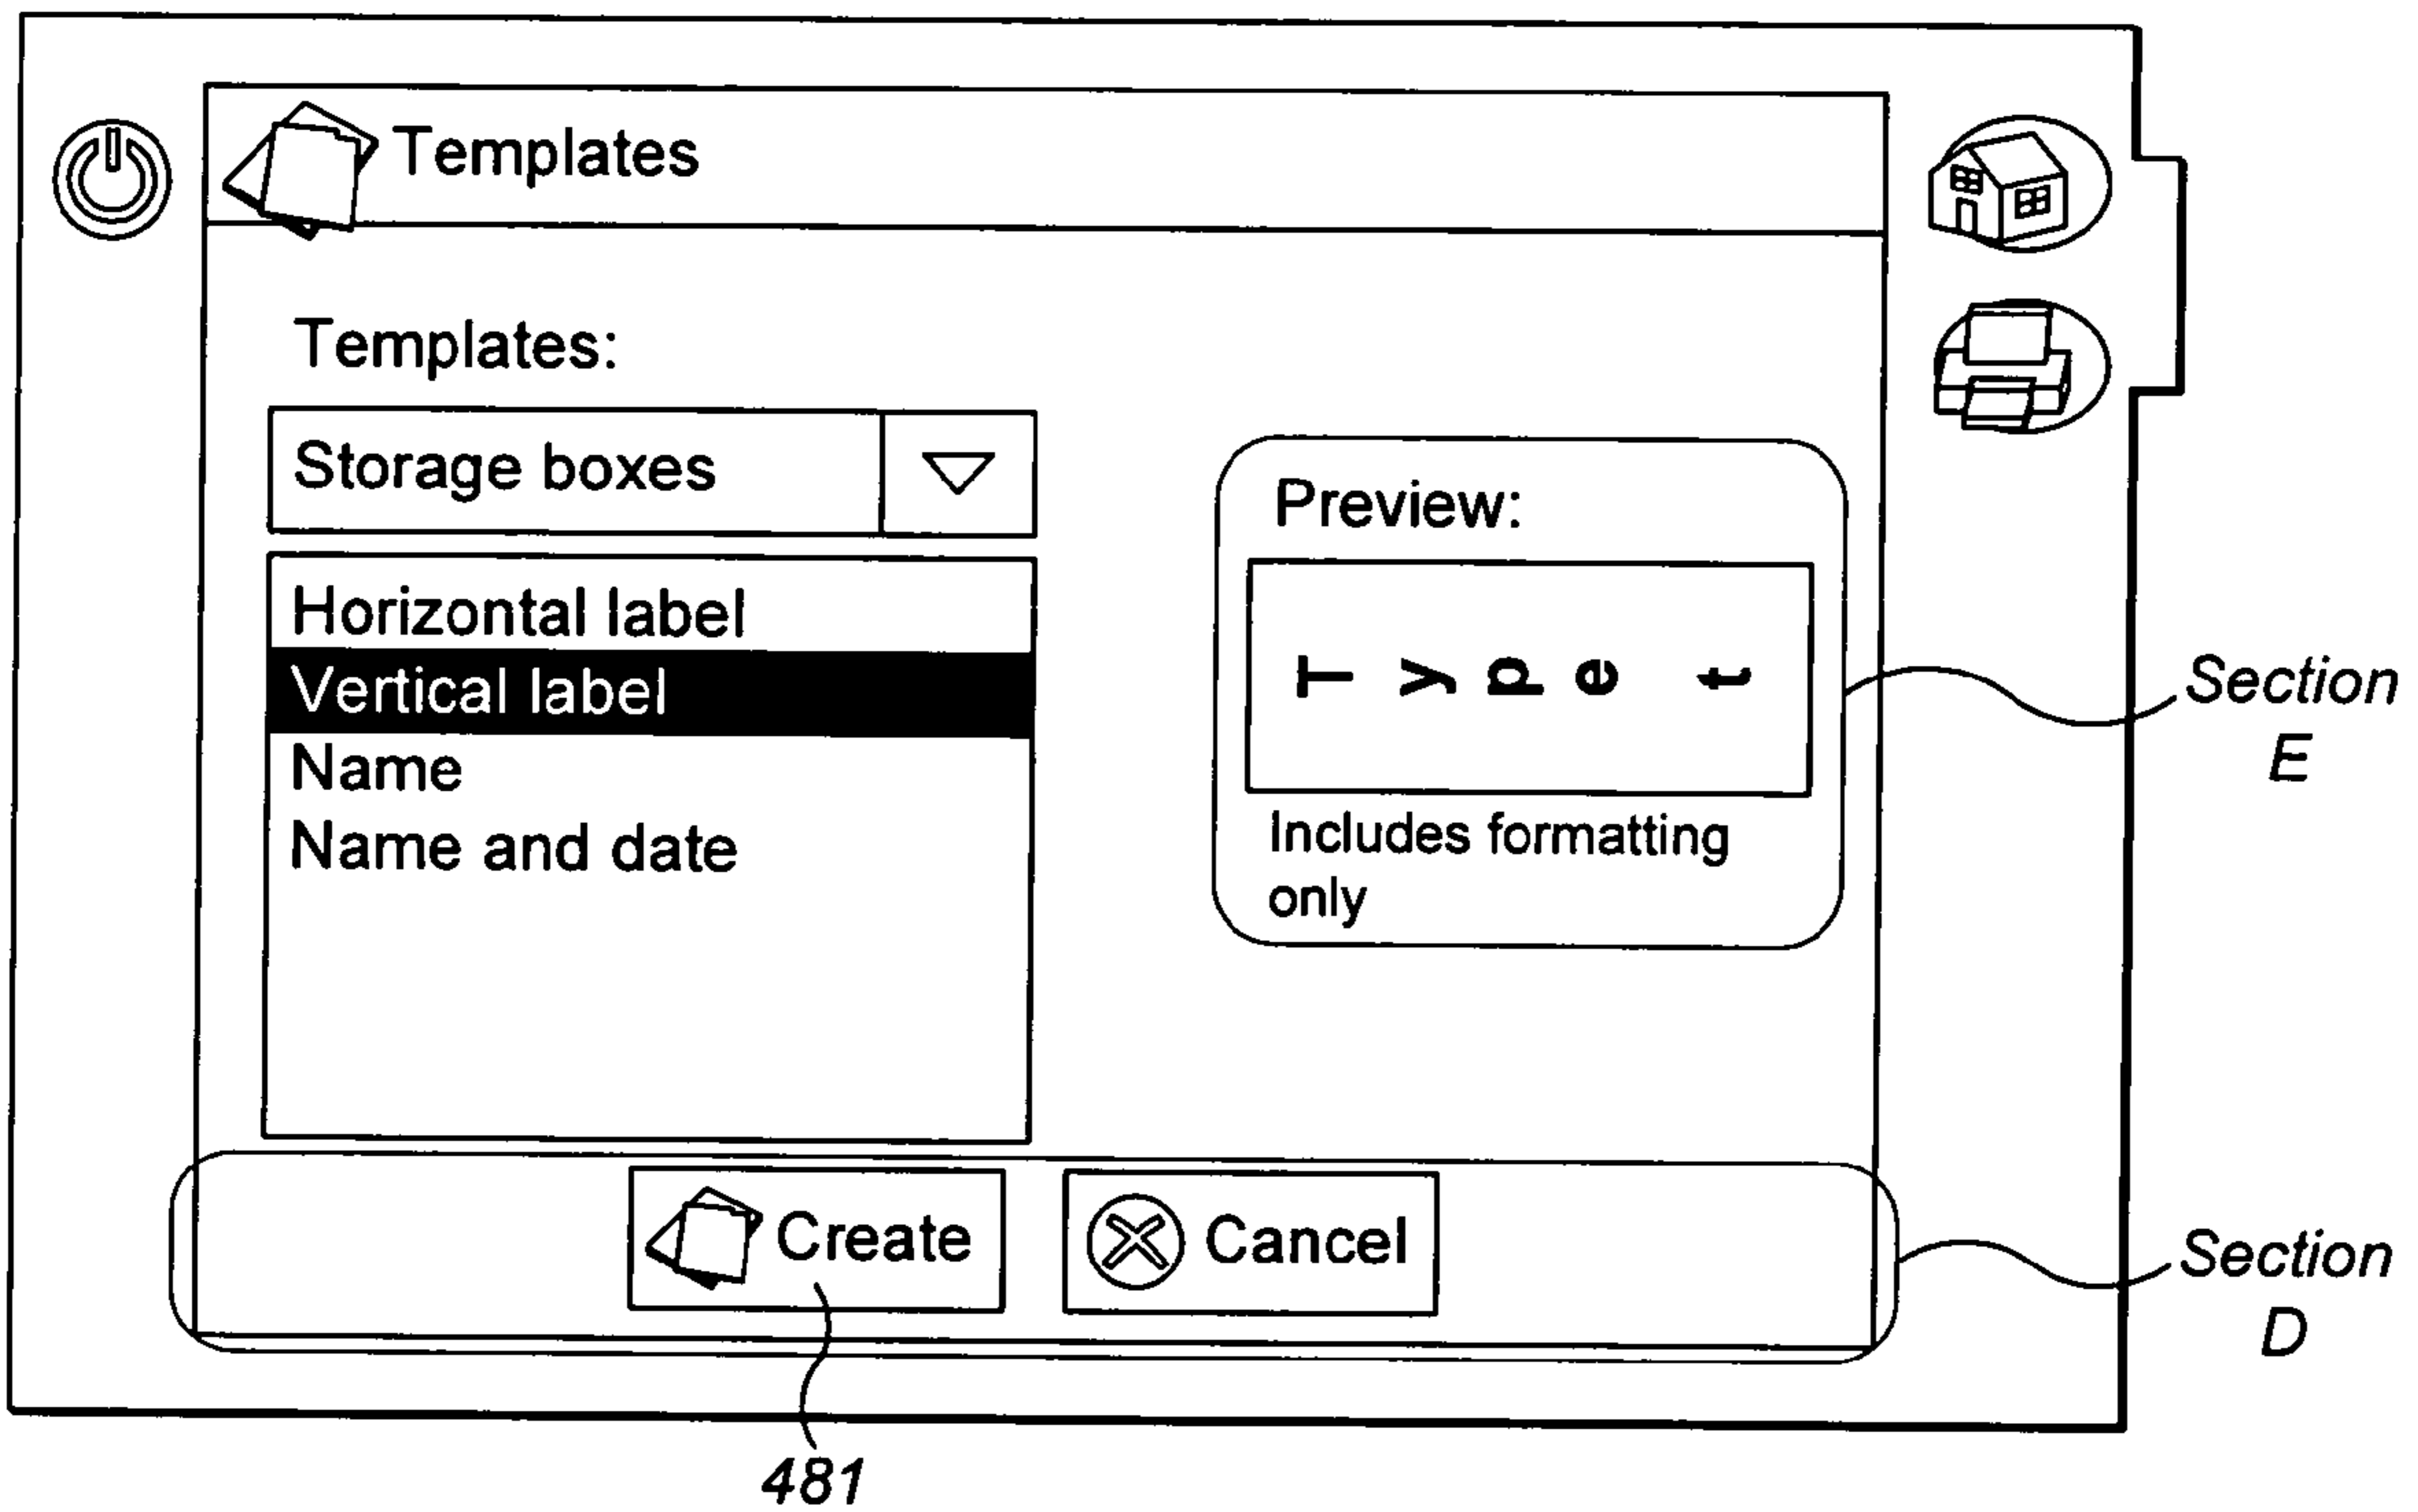 Templates
Templates:
Storage boxes
Horizontal label
Vertical label
Name
Name and date
Preview:
Type t
Includes formatting
only
Section
E
Create
Cancel
Section
D
481